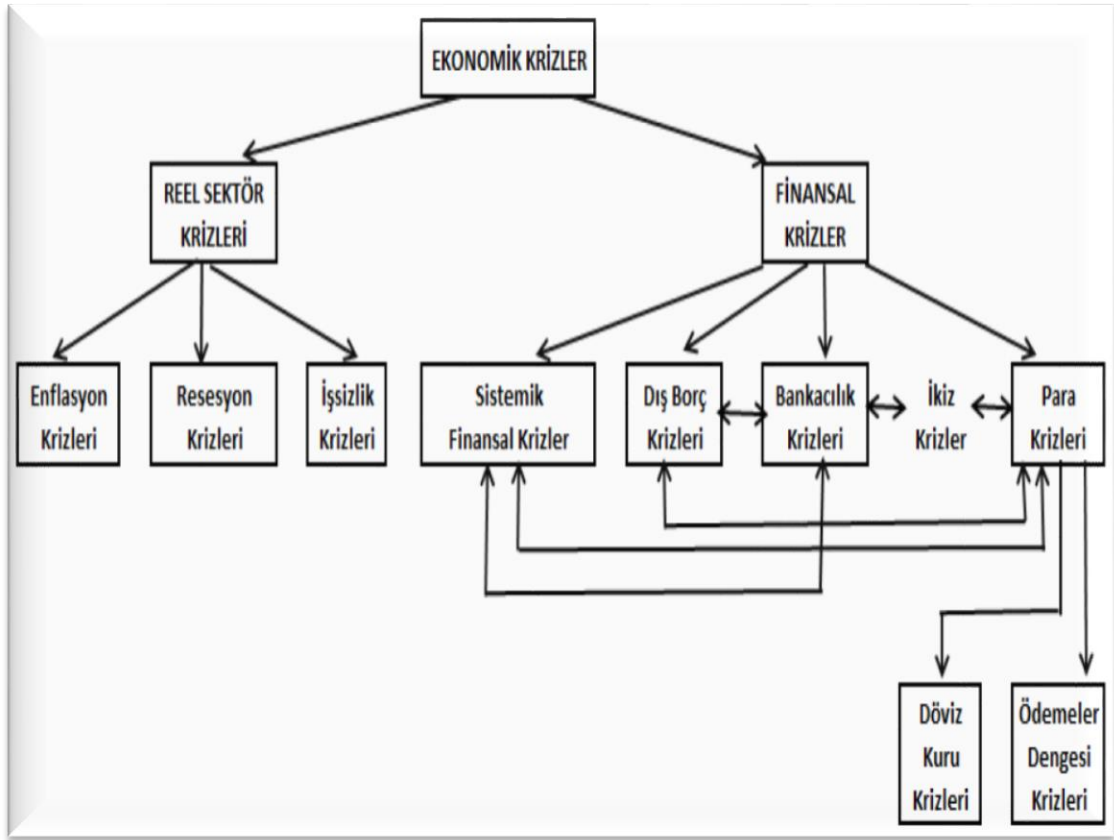 EKONOMİK KRİZLER
REEL SEKTÖR
KRİZLERİ
FİNANSAL
KRİZLER
Enflasyon
Krizleri
Resesyon
Krizleri
İşsizlik
Krizleri
Sistemik
Finansal Krizler
Dış Borç
Krizleri
Bankacılık
Krizleri
İkiz
Krizler
Para
Krizleri
Döviz
Kuru
Krizleri
Ödemeler
Dengesi
Krizleri